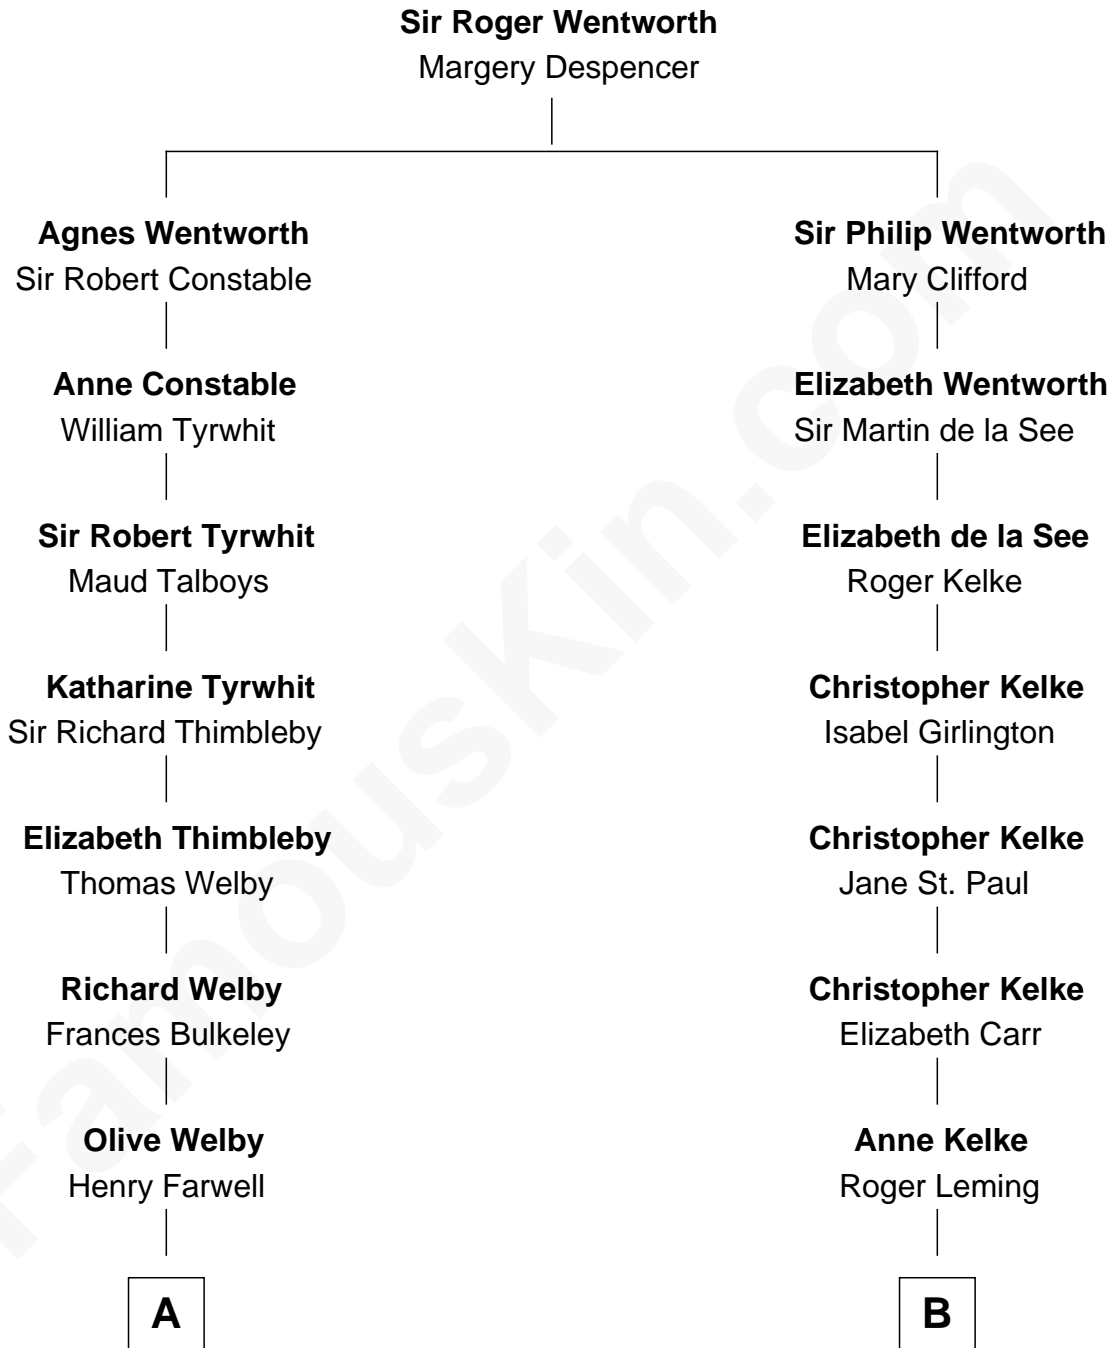 Sir Roger Wentworth
Margery Despencer
Agnes Wentworth
Sir Robert Constable
Sir Philip Wentworth
Mary Clifford
Anne Constable
William Tyrwhit
Elizabeth Wentworth
Sir Martin de la See
Sir Robert Tyrwhit
Maud Talboys
Elizabeth de la See
Roger Kelke
Katharine Tyrwhit
Sir Richard Thimbleby
Christopher Kelke
Isabel Girlington
Elizabeth Thimbleby
Thomas Welby
Christopher Kelke
Jane St. Paul
Richard Welby
Frances Bulkeley
Christopher Kelke
Elizabeth Carr
Olive Welby
Henry Farwell
Anne Kelke
Roger Leming
A
B
FamousKin.com